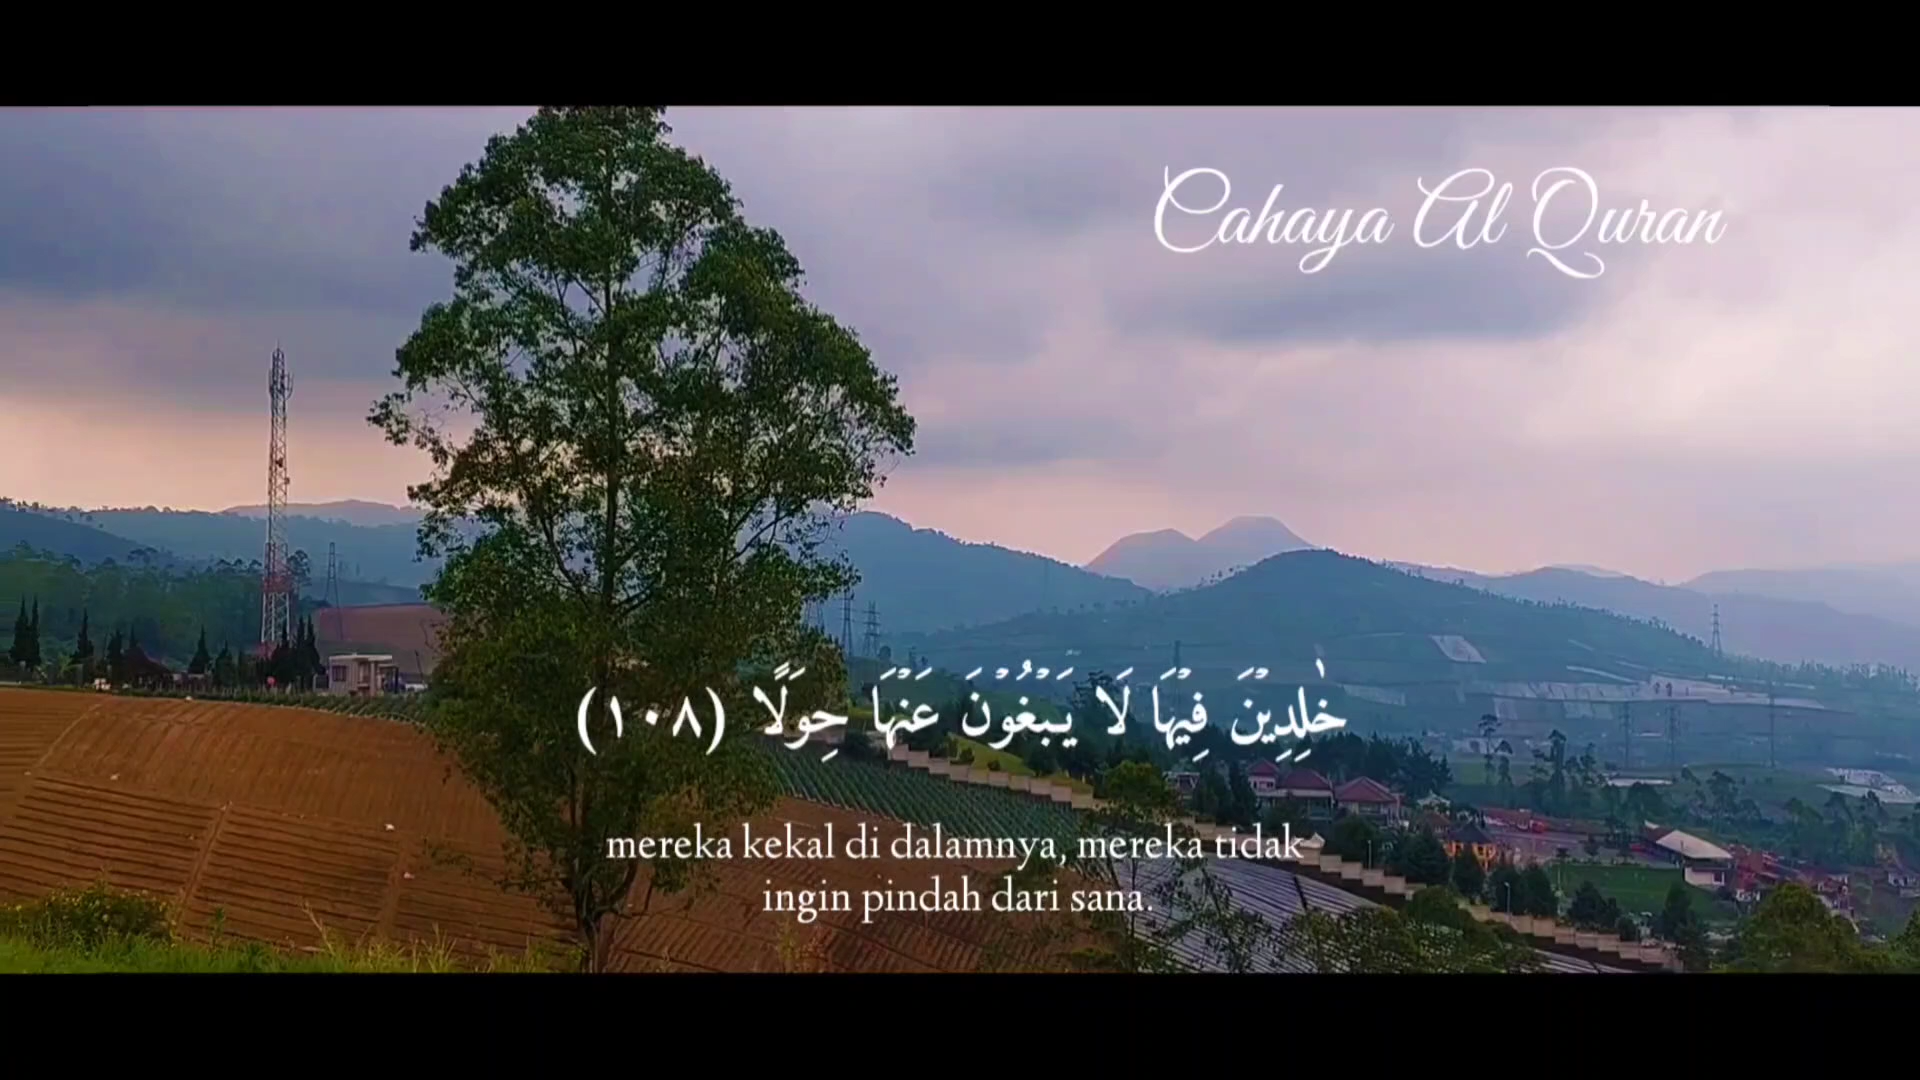 Cahaya Al Quran
خٰلِدِيْنَ فِيْهَا لَا يَبْغُوْنَ عَنْهَا حِوَلًا (١٠٨)
mereka kekal di dalamnya, mereka tidak
ingin pindah dari sana.